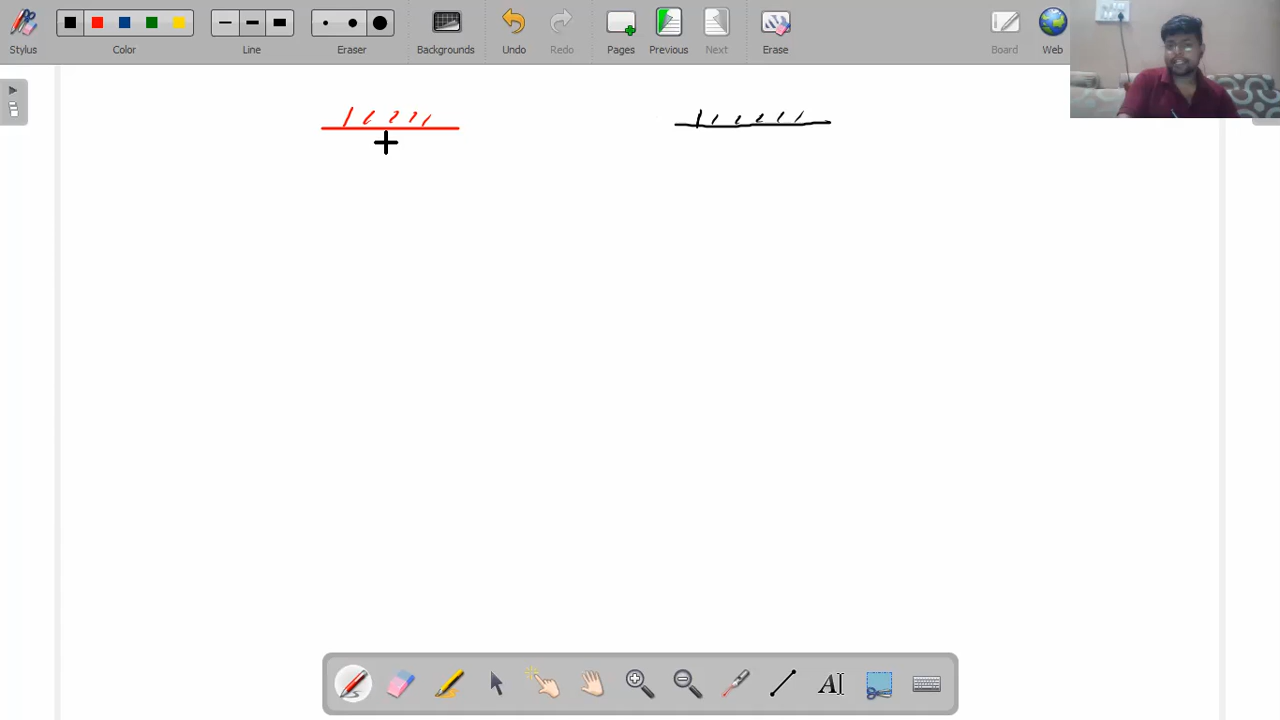 Stylus
Color
Line
Eraser
Backgrounds
Undo
Redo
Pages
Previous
Next
Erase
Board
Web